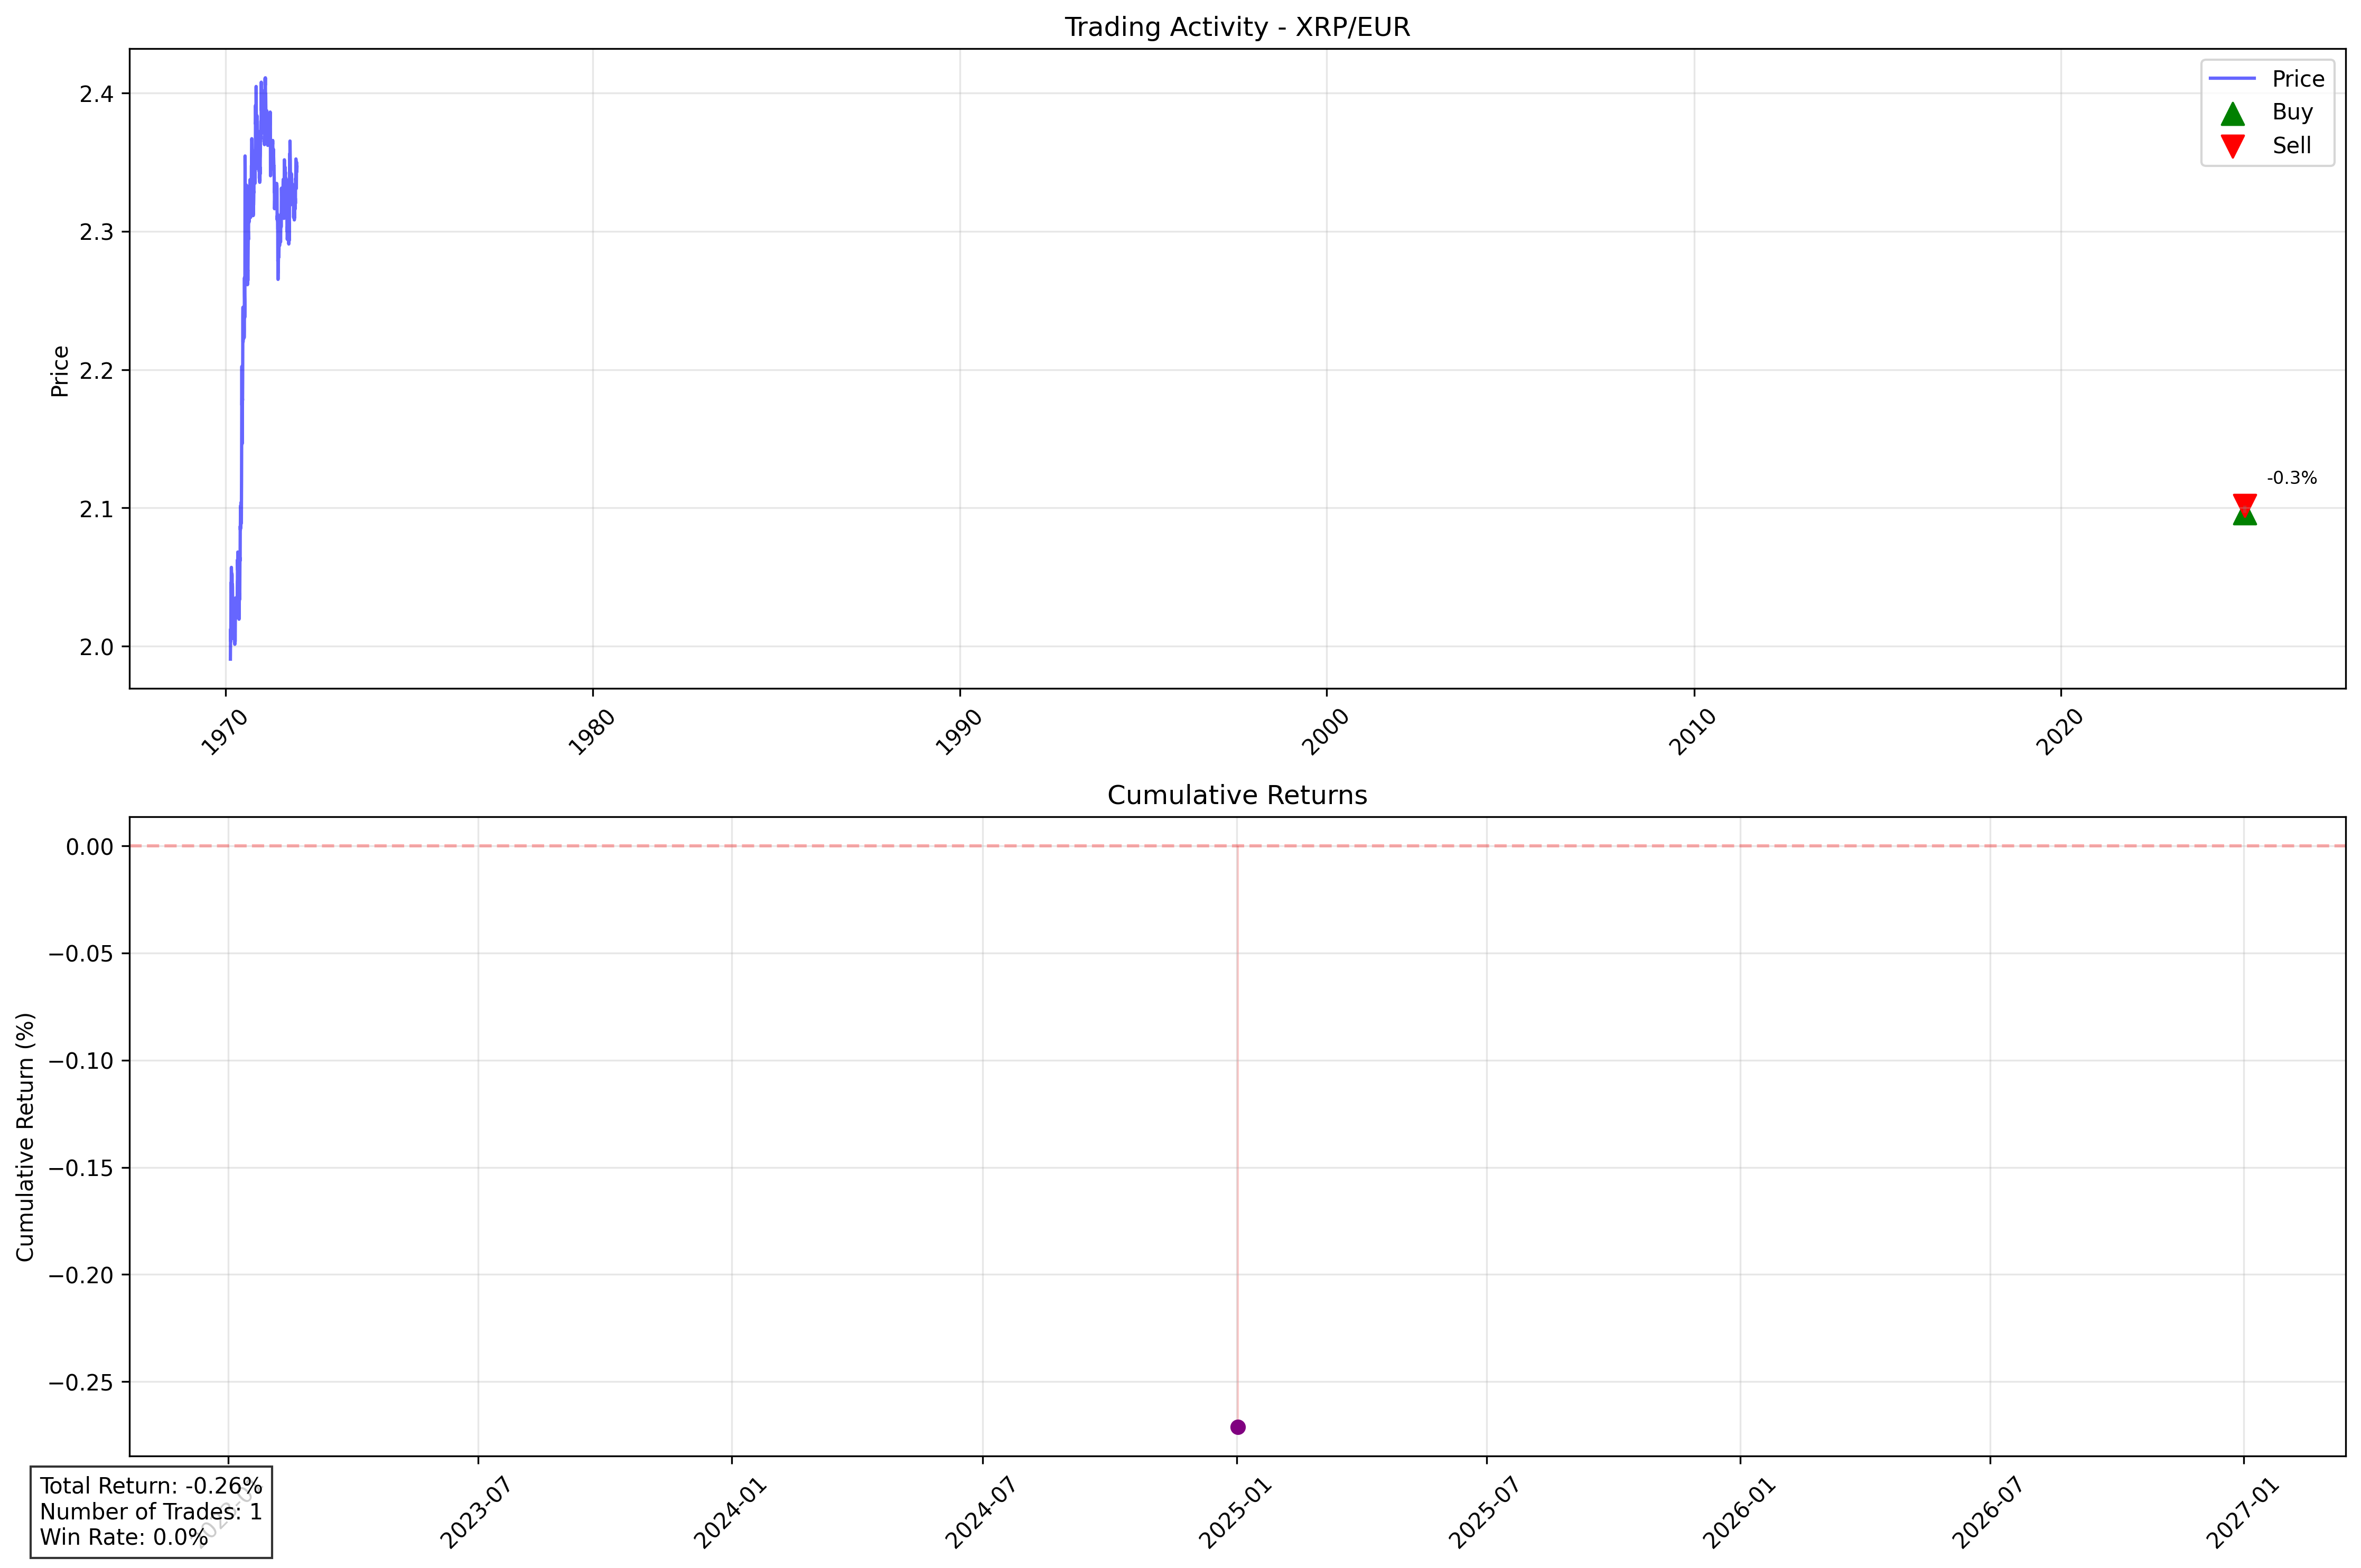 Trading Activity - XRP/EUR
Price
2.4
2.3
2.2
2.1
2.0
Price
Buy
Sell
-0.3%
1970
1980
1990
2000
2010
2020
Cumulative Returns
Cumulative Return (%)
0.00
−0.05
−0.10
−0.15
−0.20
−0.25
2023-07
2024-01
2024-07
2025-01
2025-07
2026-01
2026-07
2027-01
Total Return: -0.26%
Number of Trades: 1
Win Rate: 0.0%